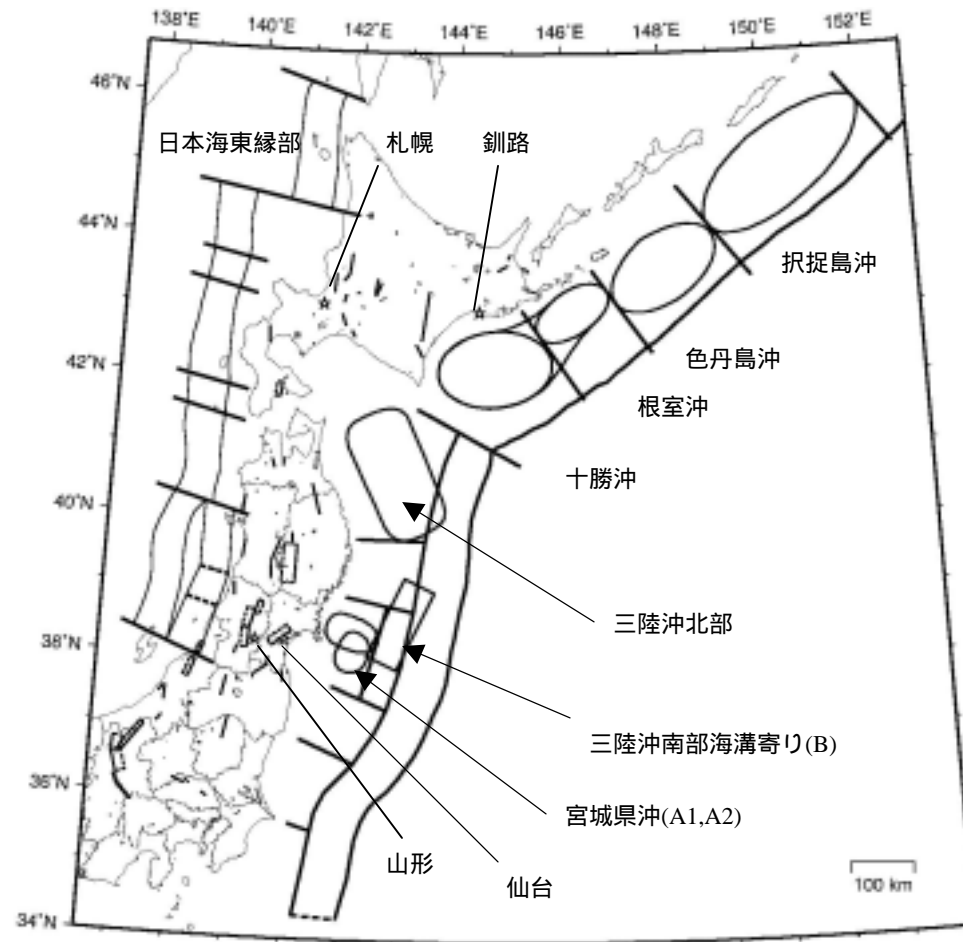 138°E 140°E 142°E 144°E 146°E 148°E 150°E 152°E
46°N
日本海東縁部 札幌 釧路
44°N
択捉島沖
42°N
色丹島沖
根室沖
十勝沖
40°N
三陸沖北部
38°N
三陸沖南部海溝寄り(B)
36°N
宮城県沖(A1,A2)
山形
仙台
100 km
34°N